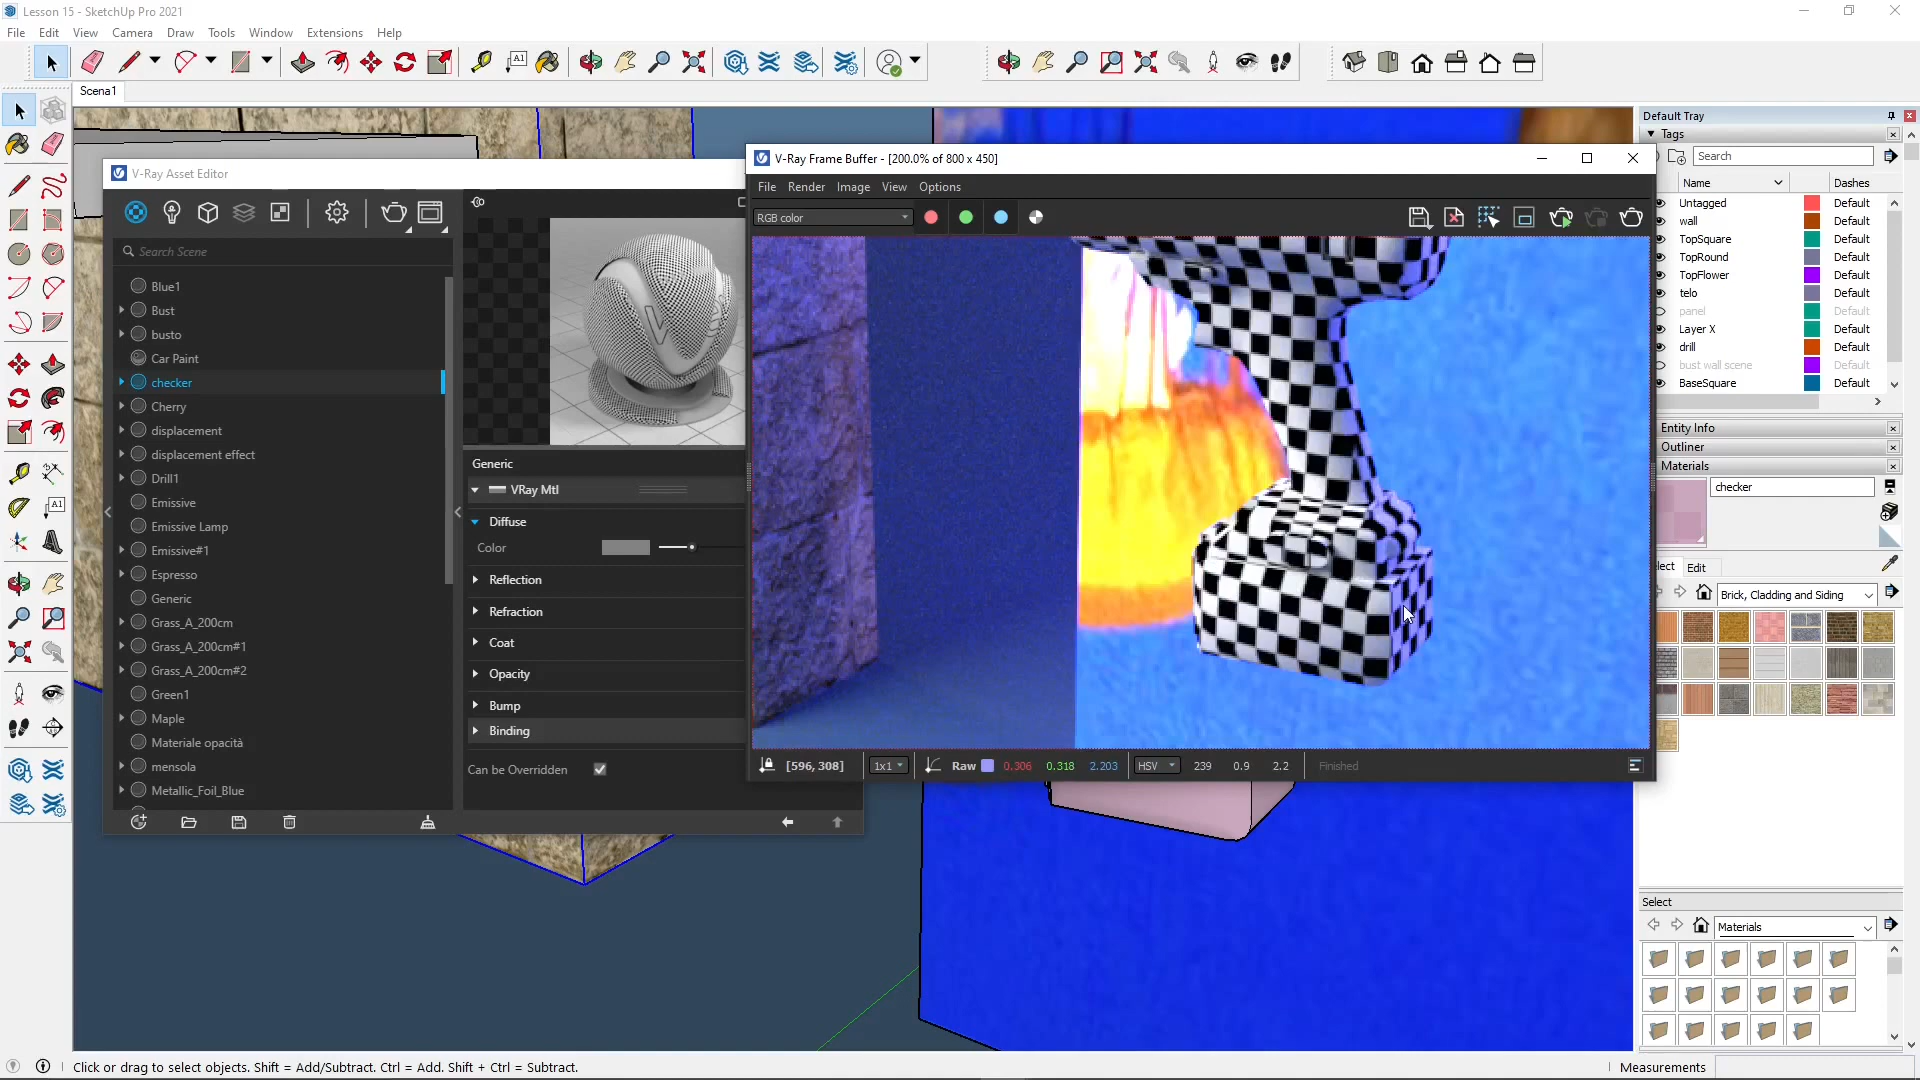 Lesson 15 - SketchUp Pro 2021
File Edit View Camera Draw Tools Window Extensions Help
A1
Scena1
A1
V-Ray Asset Editor
Search Scene
Blue1
Bust
busto
Car Paint
checker
Cherry
displacement
displacement effect
Drill1
Emissive
Emissive Lamp
Emissive#1
Espresso
Generic
Grass_A_200cm
Grass_A_200cm#1
Grass_A_200cm#2
Green1
Maple
Materiale opacità
mensola
Metallic_Foil_Blue
Generic
VRay Mtl
Diffuse
Color
Reflection
Refraction
Coat
Opacity
Bump
Binding
Can be Overridden
V-Ray Frame Buffer - [200.0% of 800 x 450]
File Render Image View Options
RGB color
[596, 308] 1x1 Raw 0.306 0.318 2.203 HSV 239 0.9 2.2 Finished
Default Tray
Tags
Search
Name Dashes
Untagged Default
wall Default
TopSquare Default
TopRound Default
TopFlower Default
telo Default
panel Default
Layer X Default
drill Default
bust wall scene Default
BaseSquare Default
Entity Info
Outliner
Materials
checker
Edit
Brick, Cladding and Siding
Select
Materials
Click or drag to select objects. Shift = Add/Subtract. Ctrl = Add. Shift + Ctrl = Subtract.
Measurements